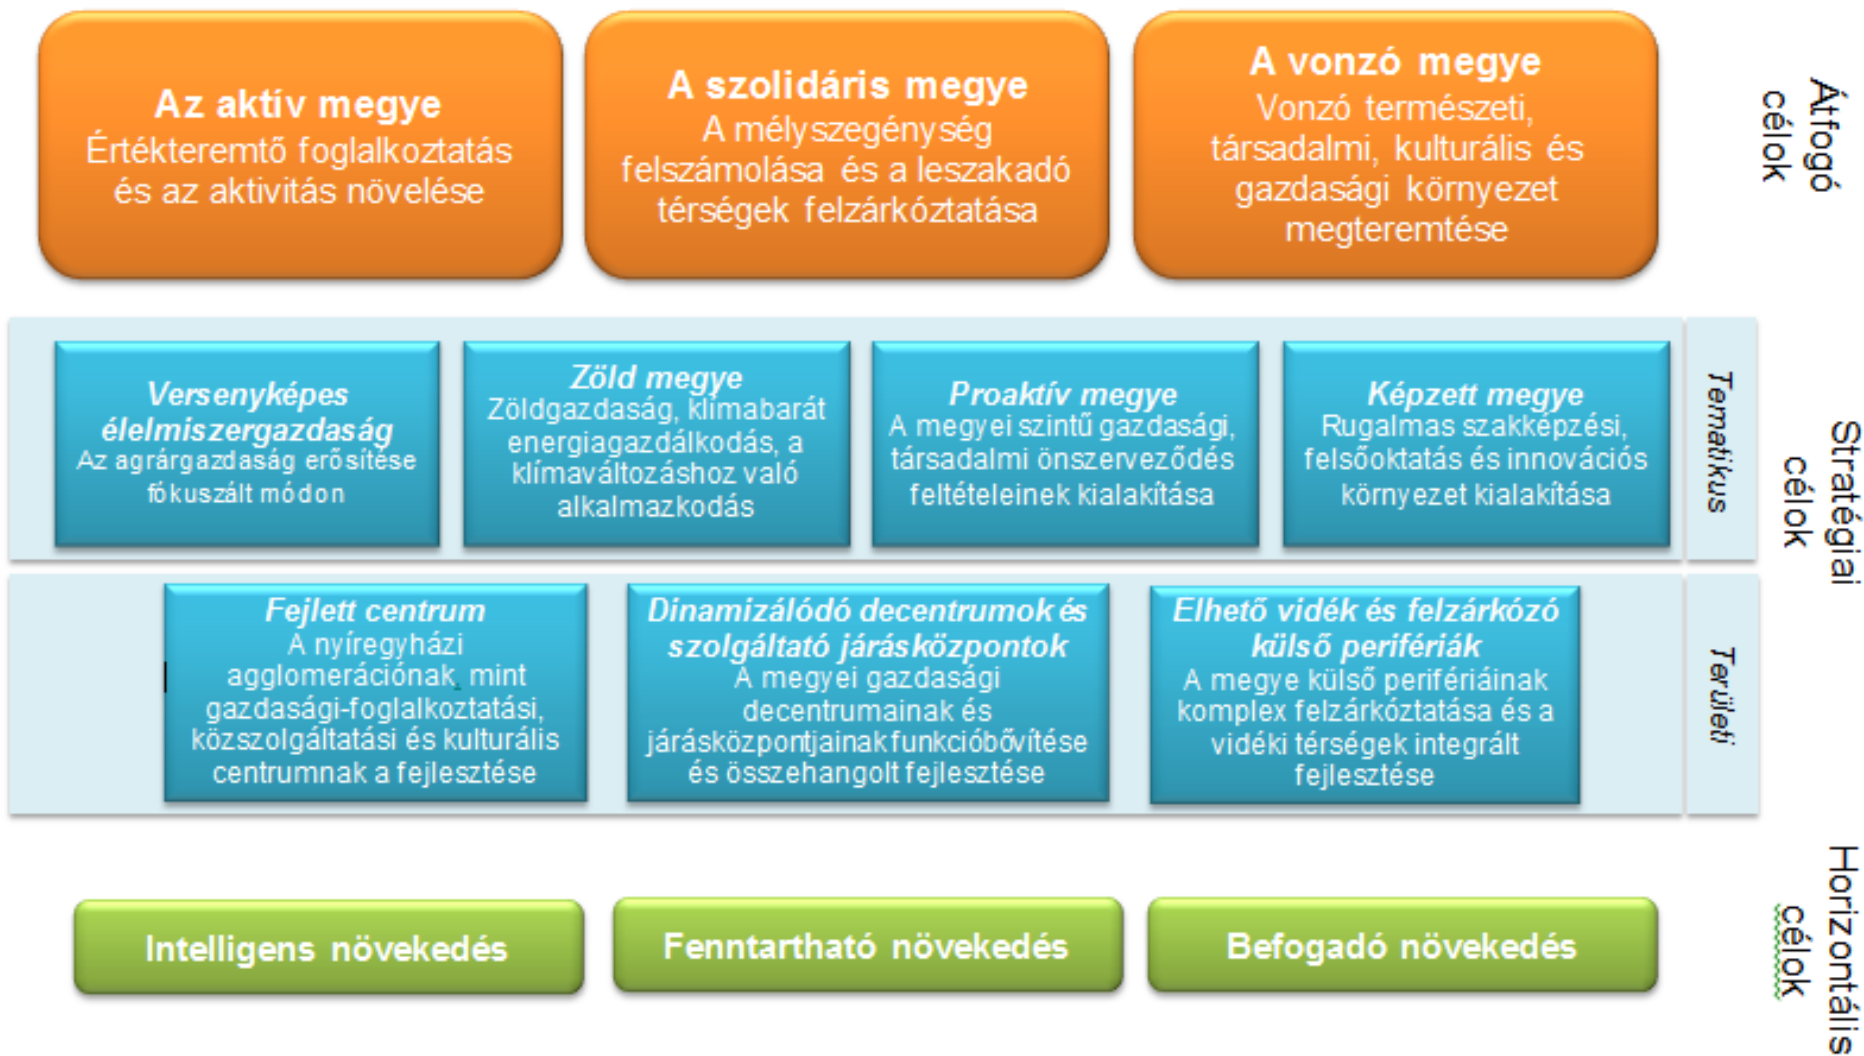 Az aktív megye
Értékteremtő foglalkoztatás
és az aktivitás növelése
A szolidáris megye
A mélyszegénység
felszámolása és a leszakadó
térségek felzárkóztatása
A vonzó megye
Vonzó természeti,
társadalmi, kulturális és
gazdasági környezet
megteremtése
Átfogó
célok
Versenyképes
élelmiszergazdaság
Az agrárgazdaság erősítése
fókuszált módon
Zöld megye
Zöldgazdaság, klímabarát
energiagazdálkodás, a
klímaváltozáshoz való
alkalmazkodás
Proaktív megye
A megyei szintű gazdasági,
társadalmi önszerveződés
feltételeinek kialakítása
Képzett megye
Rugalmas szakképzési,
felsőoktatás és innovációs
környezet kialakítása
Tematikus
Stratégiai
célok
Fejlett centrum
A nyíregyházi
agglomerációnak, mint
gazdasági-foglalkoztatási,
közszolgáltatási és kulturális
centrumnak a fejlesztése
Dinamizálódó decentrumok és
szolgáltató járásközpontok
A megyei gazdasági
decentrumainak és
járásközpontjainak funkcióbővítése
és összehangolt fejlesztése
Elhető vidék és felzárkózó
külső perifériák
A megye külső perifériáinak
komplex felzárkóztatása és a
vidéki térségek integrált
fejlesztése
Területi
Intelligens növekedés
Fenntartható növekedés
Befogadó növekedés
Horizontális
célok